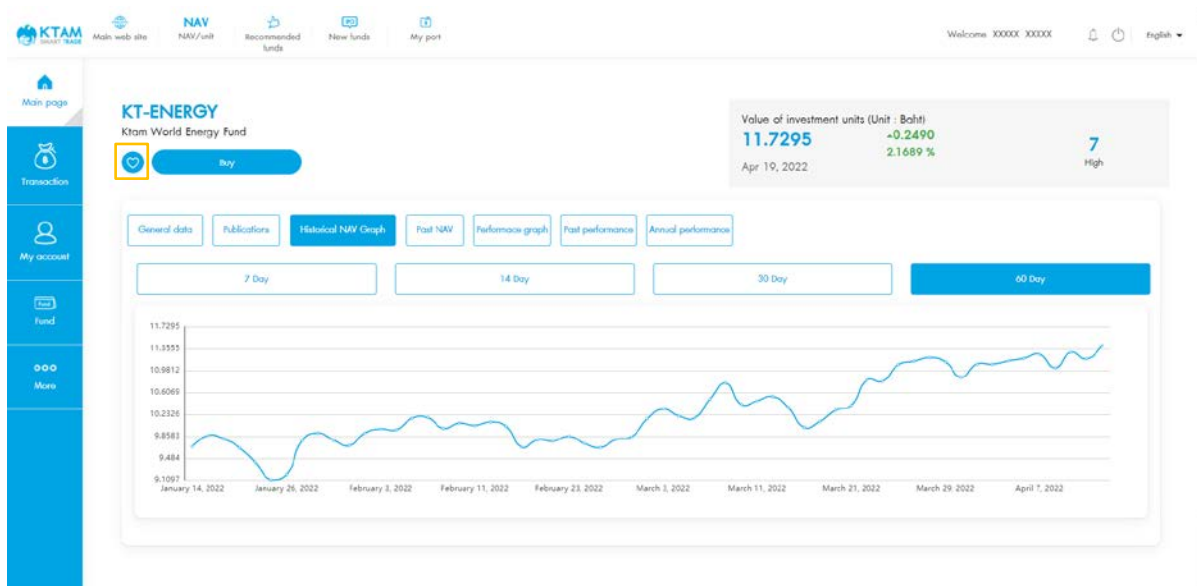 KTAM
SMART TRADE
Main web site
NAV
NAV/unit
Recommended
funds
IPO
New funds
My port
Welcome XXXXX XXXXX
English
Main page
Transaction
My account
Fund
Fund
More
KT-ENERGY
Ktam World Energy Fund
Buy
Value of investment units (Unit : Baht)
11.7295
0.2490
2.1689 %
Apr 19, 2022
7
High
General data
Publications
Historical NAV Graph
Past NAV
Performace graph
Past performance
Annual performance
7 Day
14 Day
30 Day
60 Day
11.7295
11.3555
10.9812
10.6069
10.2326
9.8583
9.484
9.1097
January 14, 2022
January 26, 2022
February 3, 2022
February 11, 2022
February 23, 2022
March 3, 2022
March 11, 2022
March 21, 2022
March 29, 2022
April 7, 2022